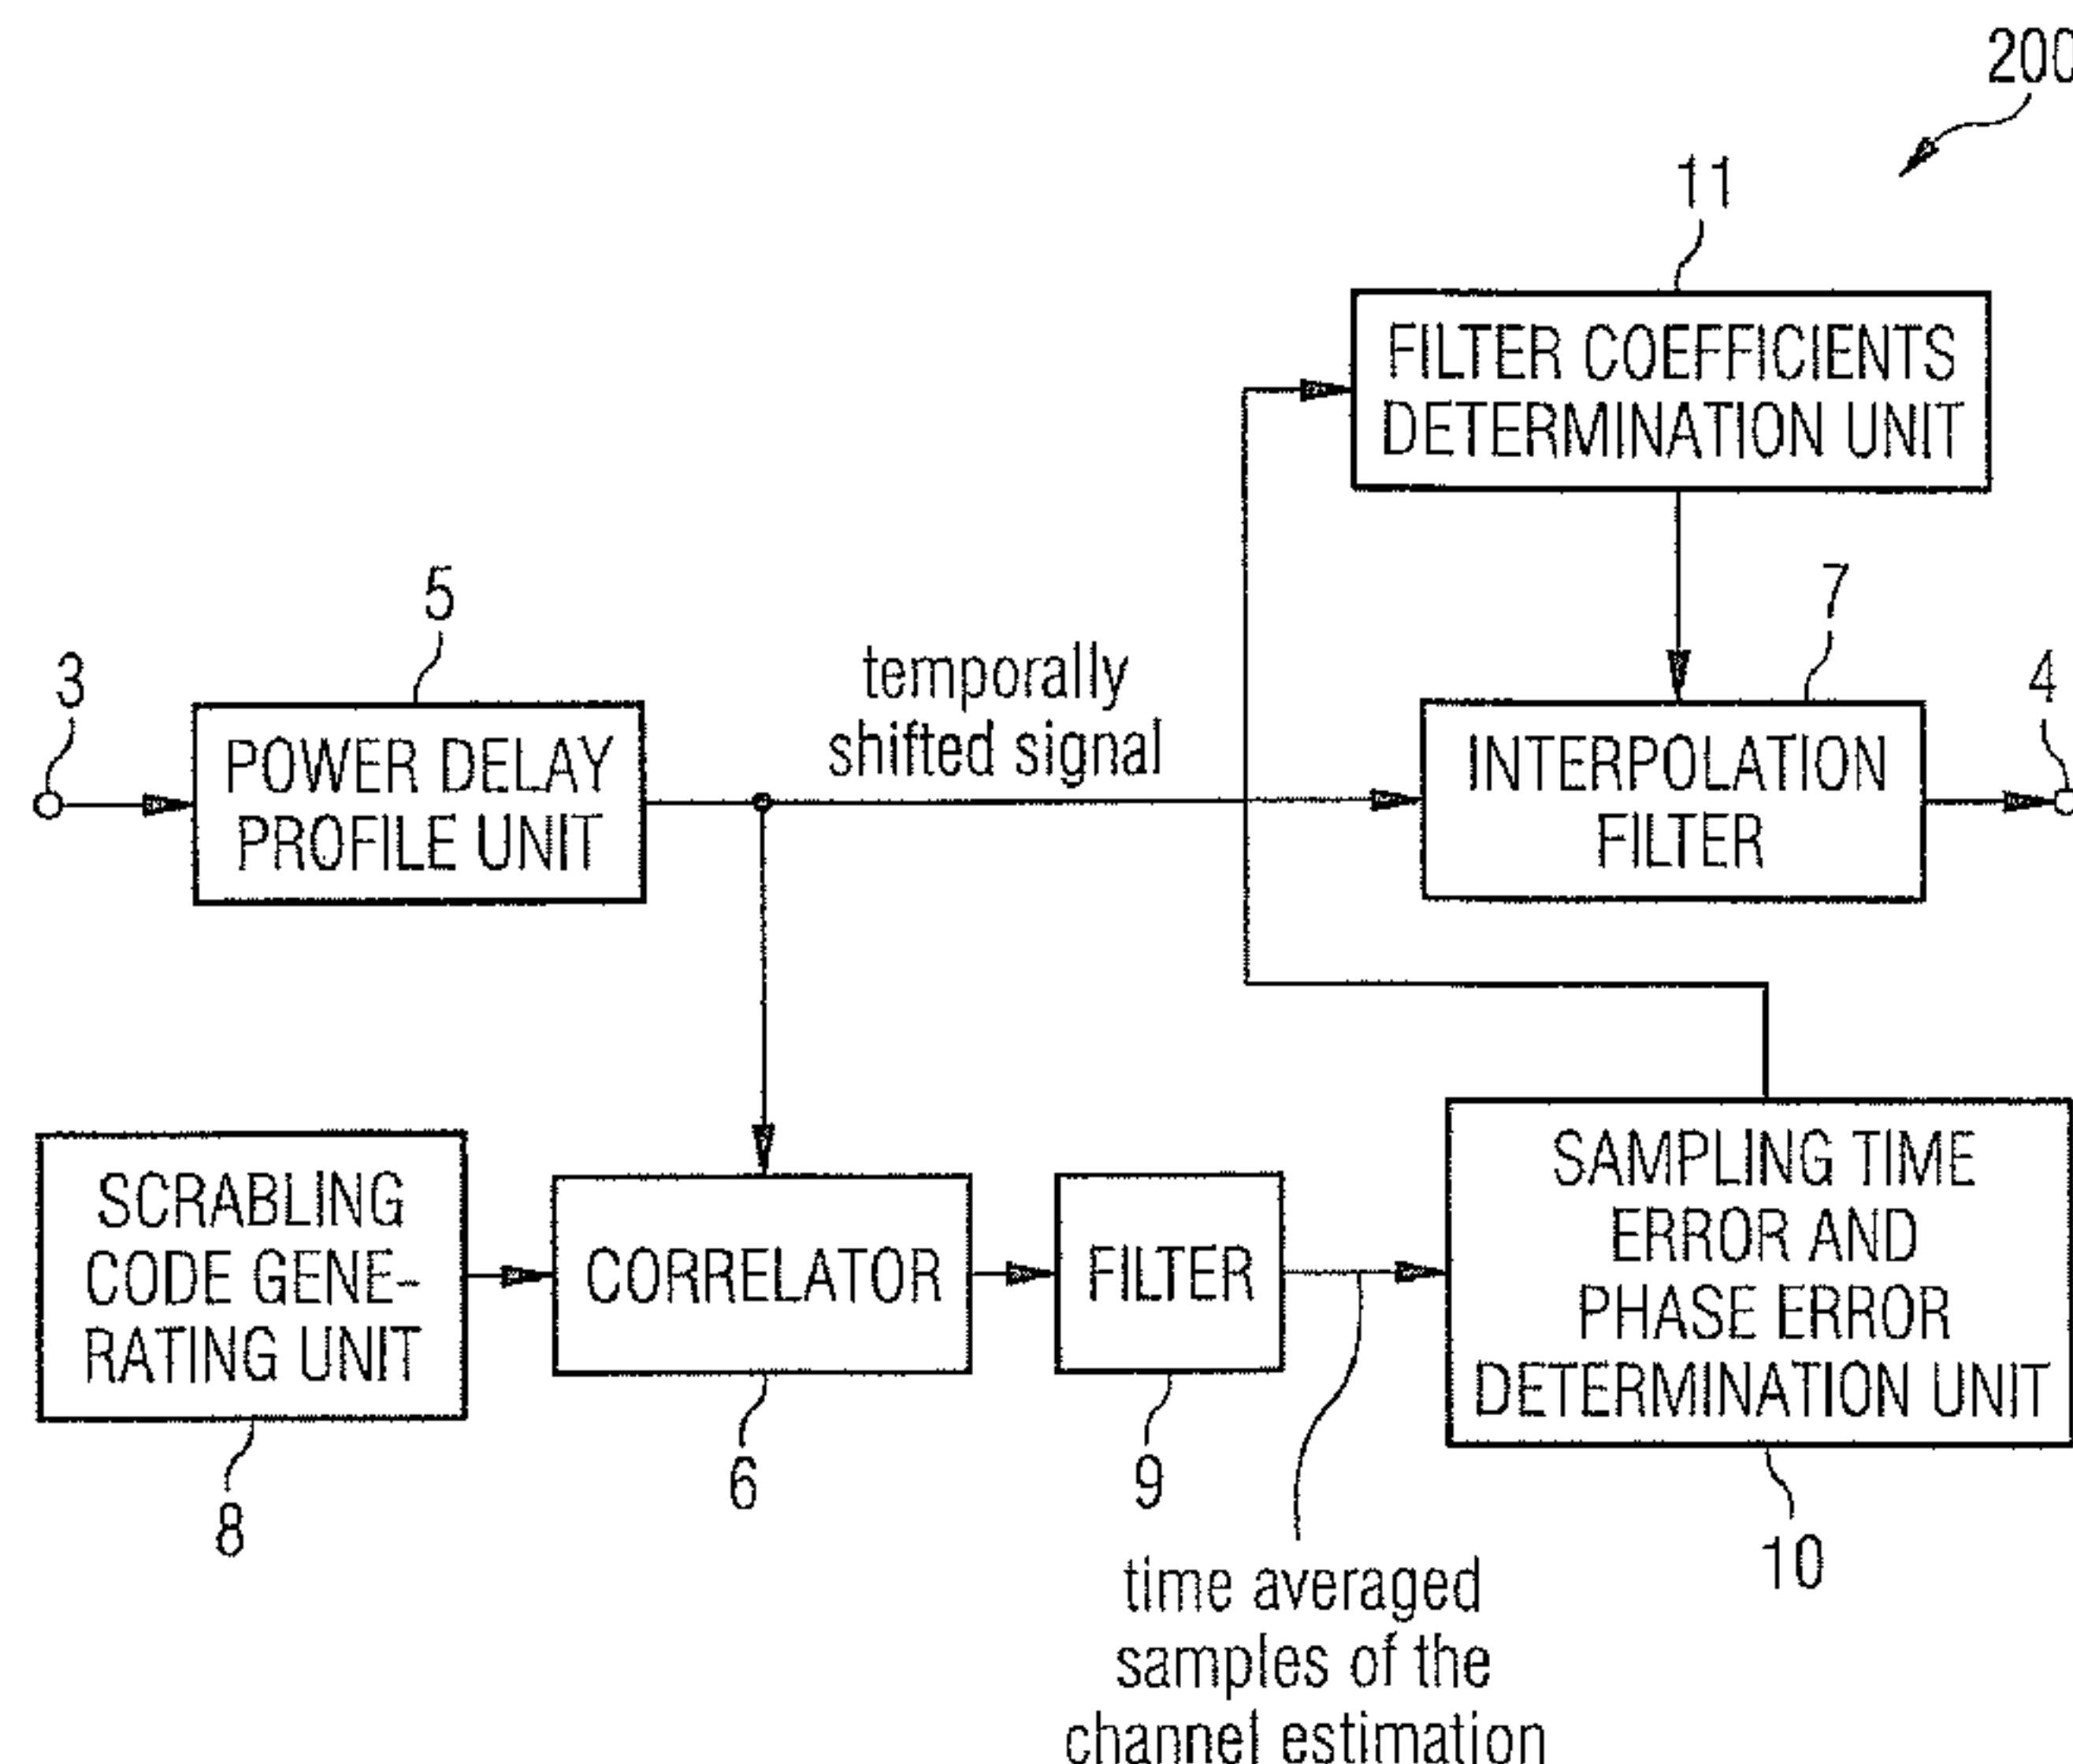 200
11
FILTER COEFFICIENTS
DETERMINATION UNIT
5
7
3
temporally
shifted signal
4
POWER DELAY
PROFILE UNIT
INTERPOLATION
FILTER
SCRABLING
CODE GENE-
RATING UNIT
CORRELATOR
FILTER
SAMPLING TIME
ERROR AND
PHASE ERROR
DETERMINATION UNIT
8
6
9
10
time averaged
samples of the
channel estimation